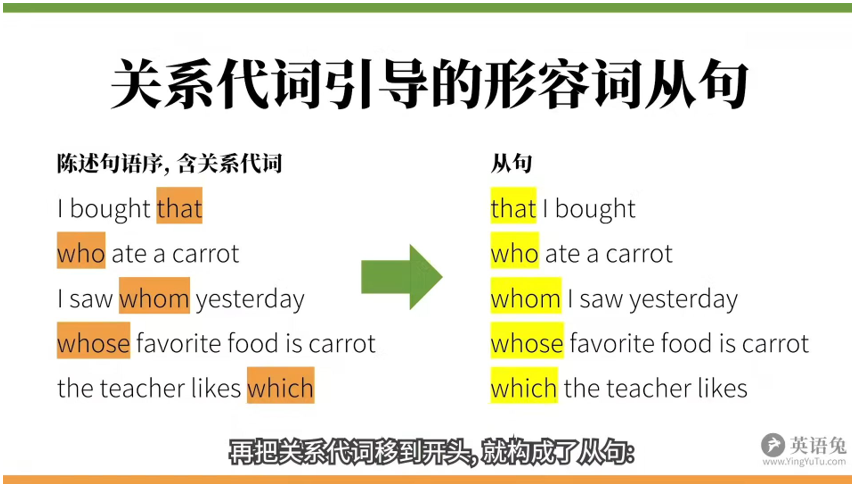 关系代词引导的形容词从句
陈述句语序, 含关系代词
I bought that
who ate a carrot
I saw whom yesterday
whose favorite food is carrot
the teacher likes which
从句
that I bought
who ate a carrot
whom I saw yesterday
whose favorite food is carrot
which the teacher likes
再把关系代词移到开头, 就构成了从句:
英语兔
www.YingYuTu.com